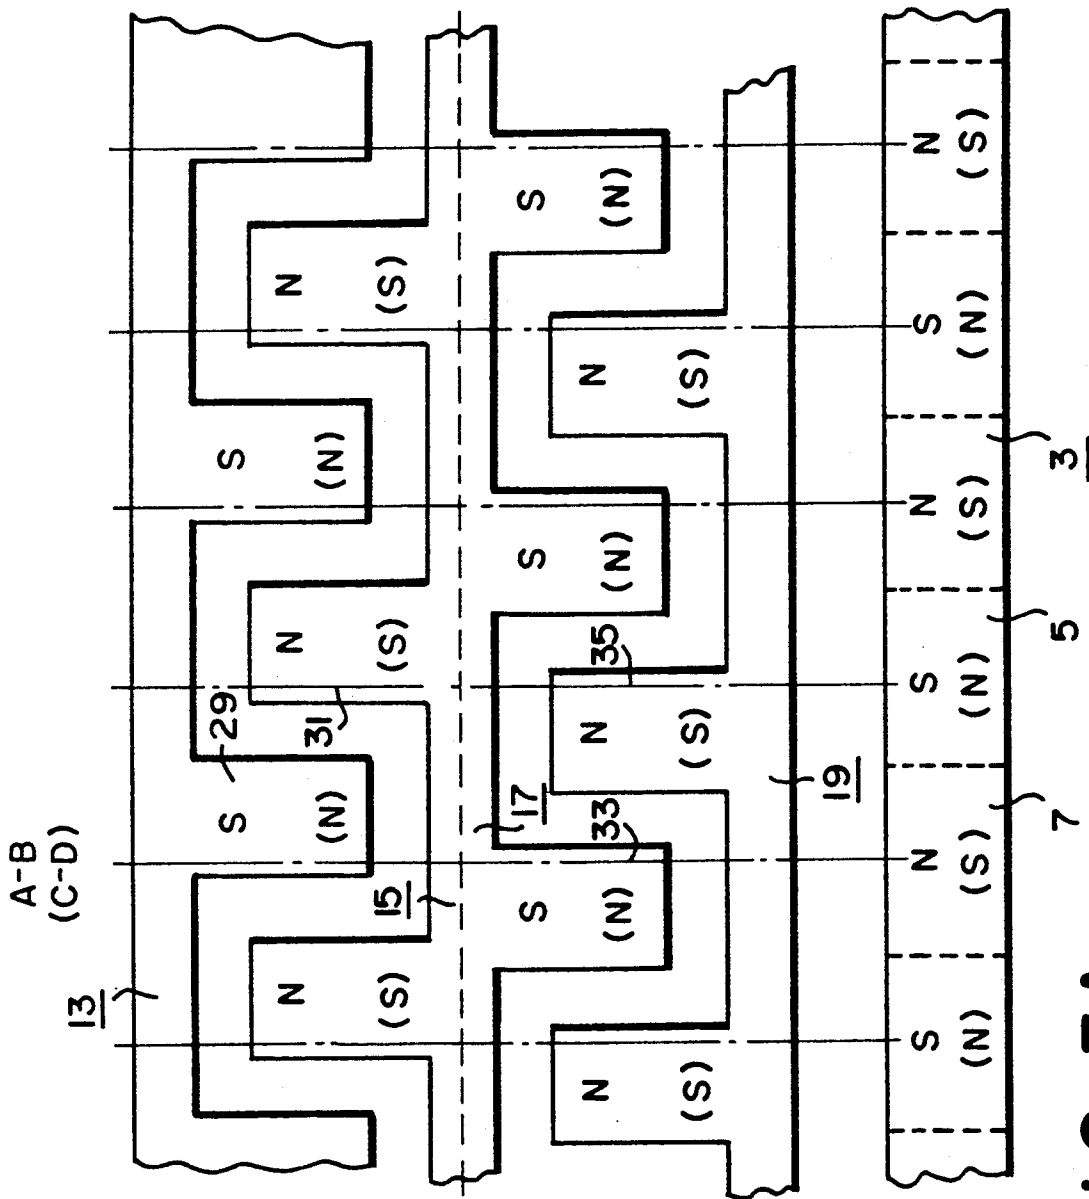 A-B
(C-D)
13
S 29 S
N N N
(N) 31 (N)
(S) 15 (S) (S)
17
S S S
(N) 33 35 (N) (N)
N N N N
(S) (S) (S) (S)
19
S N S N S N
(N) (S) (N) (S) (N) (S)
7 5 3